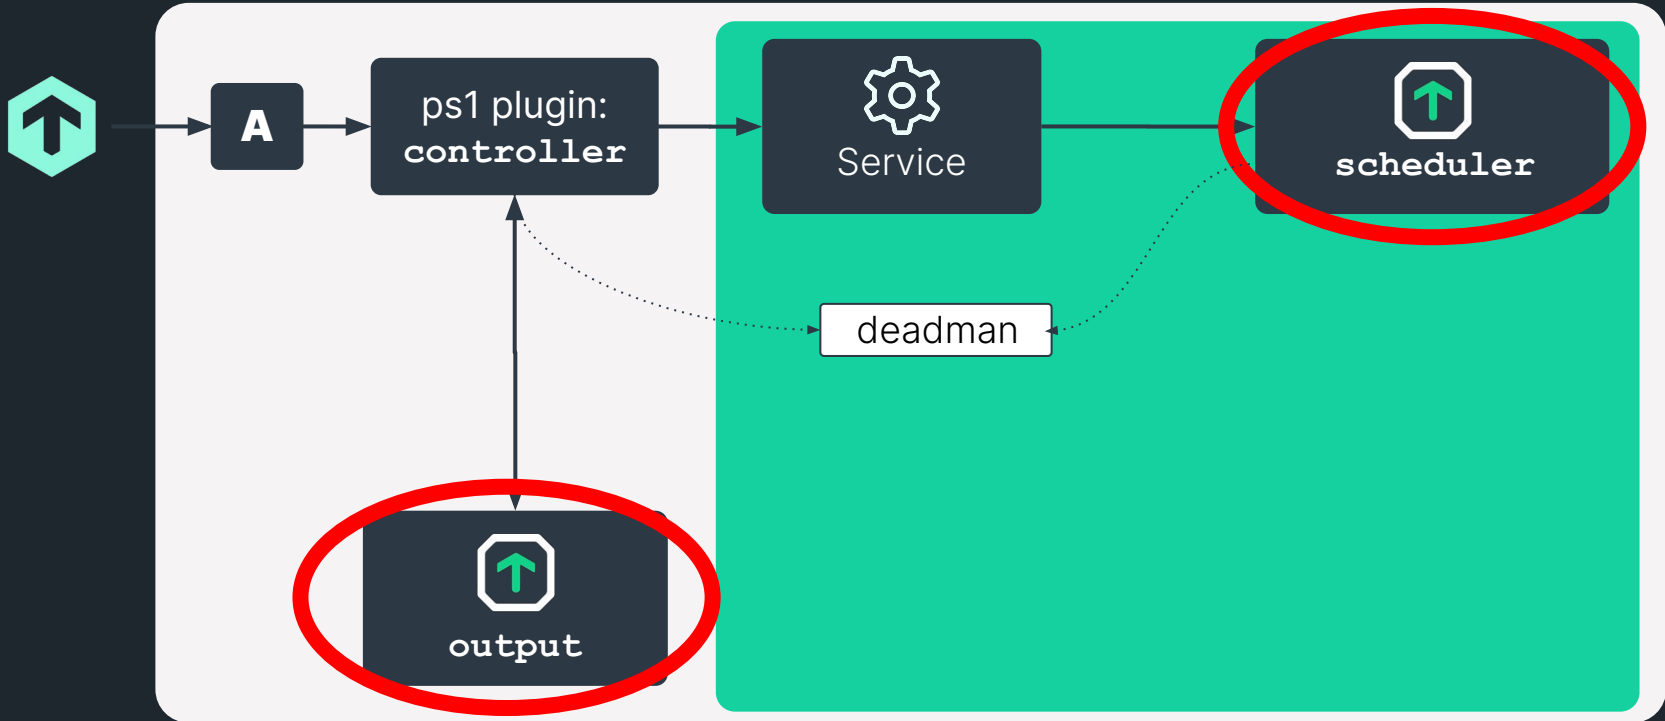 A
ps1 plugin:
controller
Service
scheduler
deadman
output